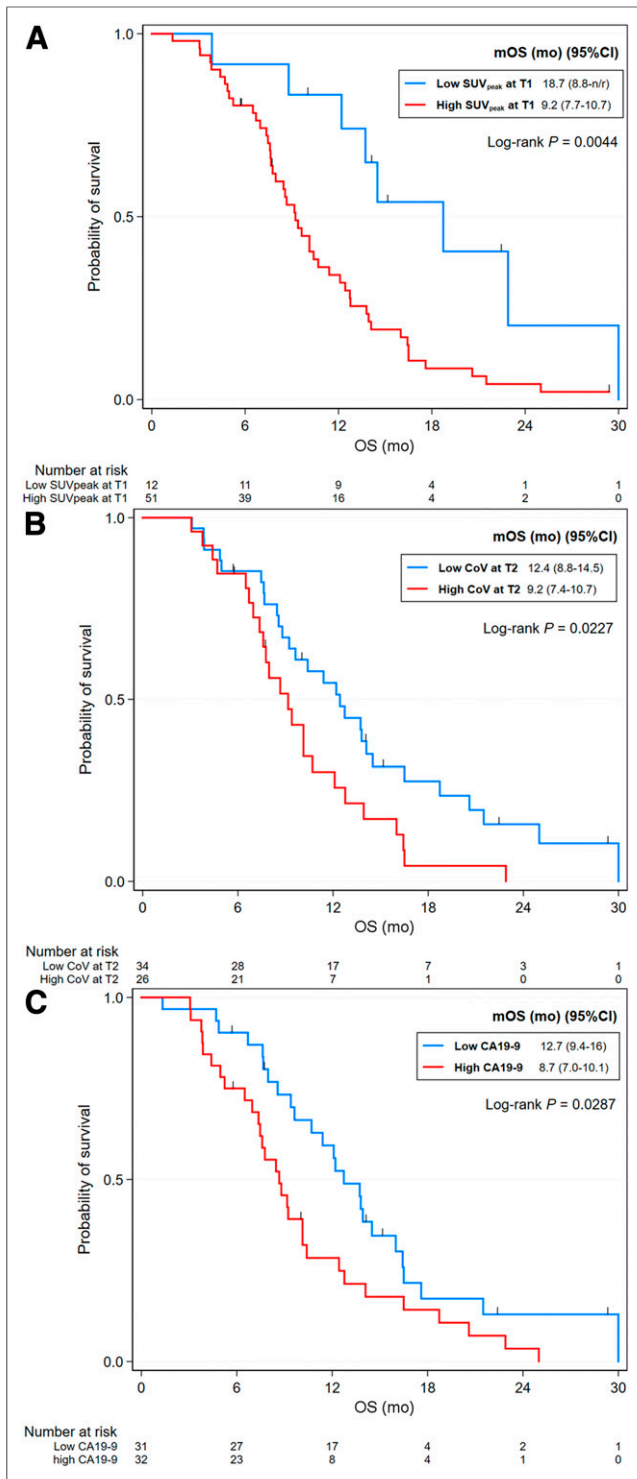 A
1.0
mOS (mo) (95%CI)
Low SUVpeak at T1 18.7 (8.8-n/r)
High SUVpeak at T1 9.2 (7.7-10.7)
Log-rank P = 0.0044
Probability of survival
0.5
0.0
0 6 12 18 24 30
OS (mo)
Number at risk
Low SUVpeak at T1 12 11 9 4 1 1
High SUVpeak at T1 51 39 16 4 2 0
B
1.0
mOS (mo) (95%CI)
Low CoV at T2 12.4 (8.8-14.5)
High CoV at T2 9.2 (7.4-10.7)
Log-rank P = 0.0227
Probability of survival
0.5
0.0
0 6 12 18 24 30
OS (mo)
Number at risk
Low CoV at T2 34 28 17 7 3 1
High CoV at T2 26 21 7 1 0 0
C
1.0
mOS (mo) (95%CI)
Low CA19-9 12.7 (9.4-16)
High CA19-9 8.7 (7.0-10.1)
Log-rank P = 0.0287
Probability of survival
0.5
0.0
0 6 12 18 24 30
OS (mo)
Number at risk
Low CA19-9 31 27 17 4 2 1
high CA19-9 32 23 8 4 1 0